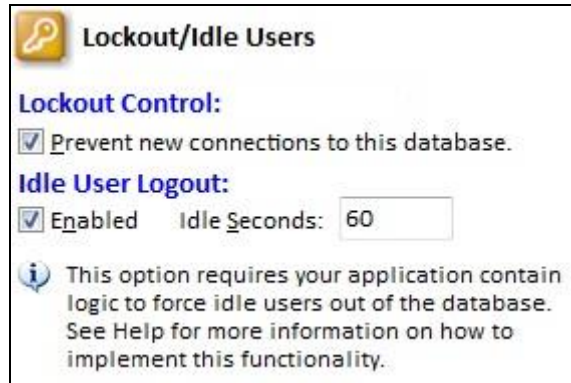 Lockout/Idle Users
Lockout Control:
Prevent new connections to this database.
Idle User Logout:
Enabled Idle Seconds: 60
This option requires your application contain
logic to force idle users out of the database.
See Help for more information on how to
implement this functionality.